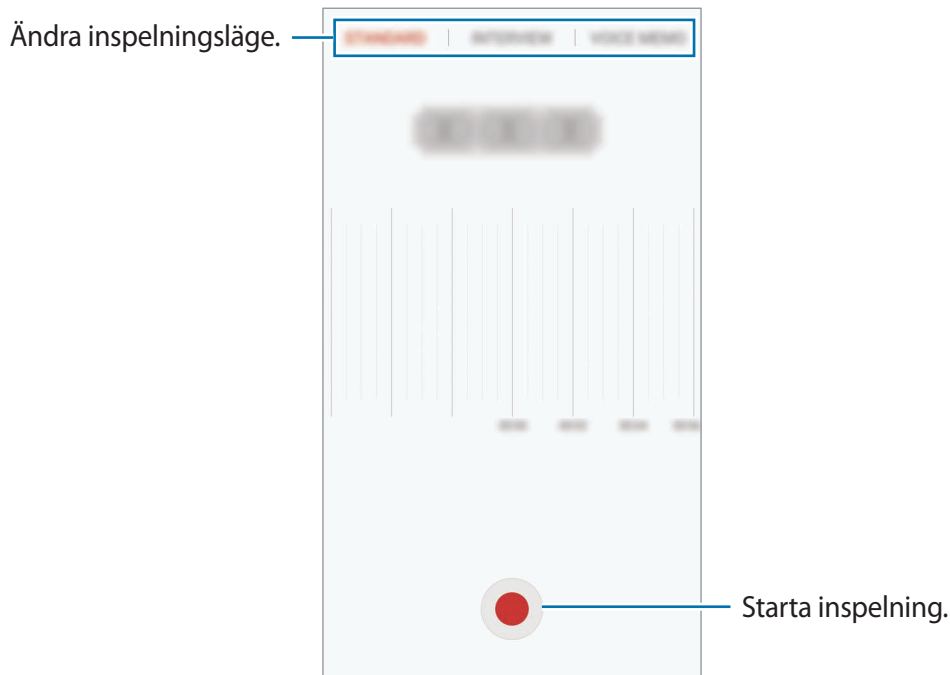 Ändra inspelningsläge.
STANDARD | INTERVIEW | VOICE MEMO
Starta inspelning.